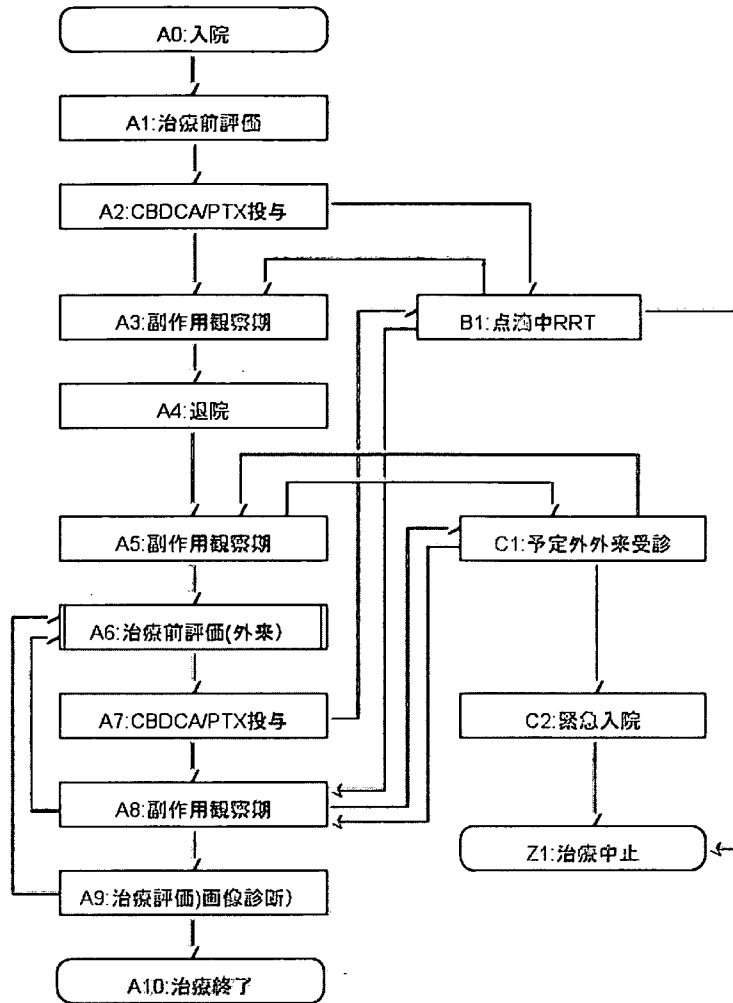 A0:入院
A1:治療前評価
A2:CBDCA/PTX投与
A3:副作用観察期
B1:点滴中RRT
A4:退院
A5:副作用観察期
C1:予定外外来受診
A6:治療前評価(外来)
A7:CBDCA/PTX投与
C2:緊急入院
A8:副作用観察期
Z1:治療中止
A9:治療評価)画像診断)
A10:治療終了